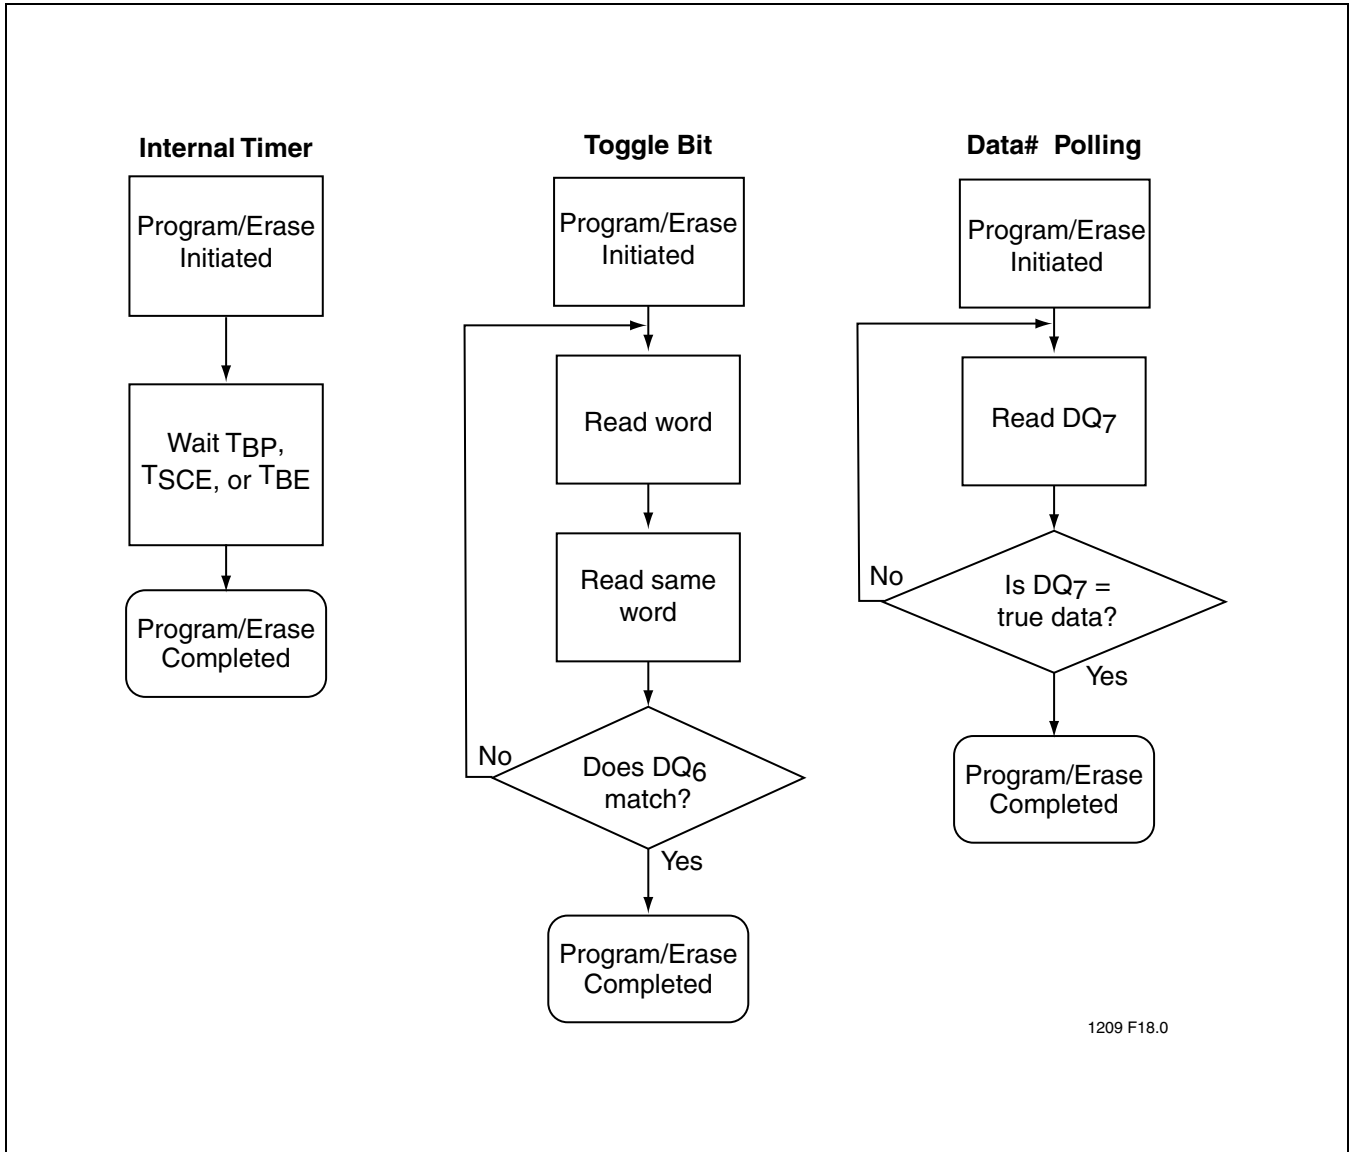 Internal Timer
Program/Erase
Initiated
Wait TBP,
TSCE, or TBE
Program/Erase
Completed
Toggle Bit
Program/Erase
Initiated
Read word
Read same
word
Does DQ6
match?
No
Yes
Program/Erase
Completed
Data# Polling
Program/Erase
Initiated
Read DQ7
Is DQ7 =
true data?
No
Yes
Program/Erase
Completed
1209 F18.0